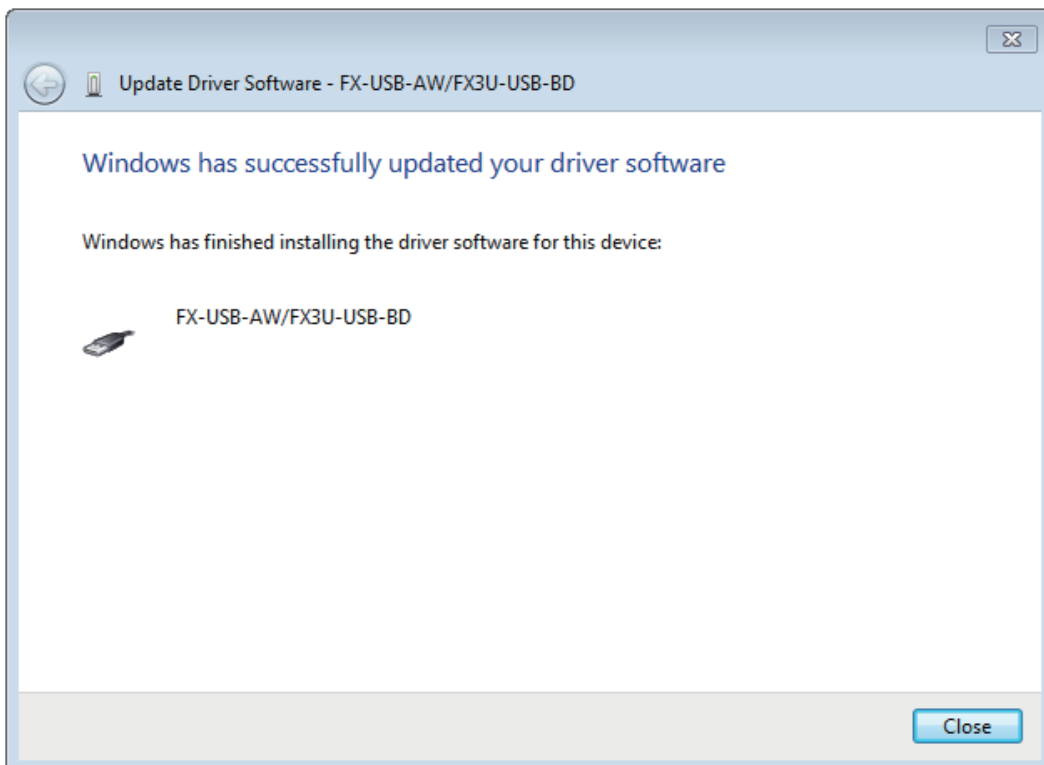 Update Driver Software - FX-USB-AW/FX3U-USB-BD
Windows has successfully updated your driver software
Windows has finished installing the driver software for this device:
FX-USB-AW/FX3U-USB-BD
Close